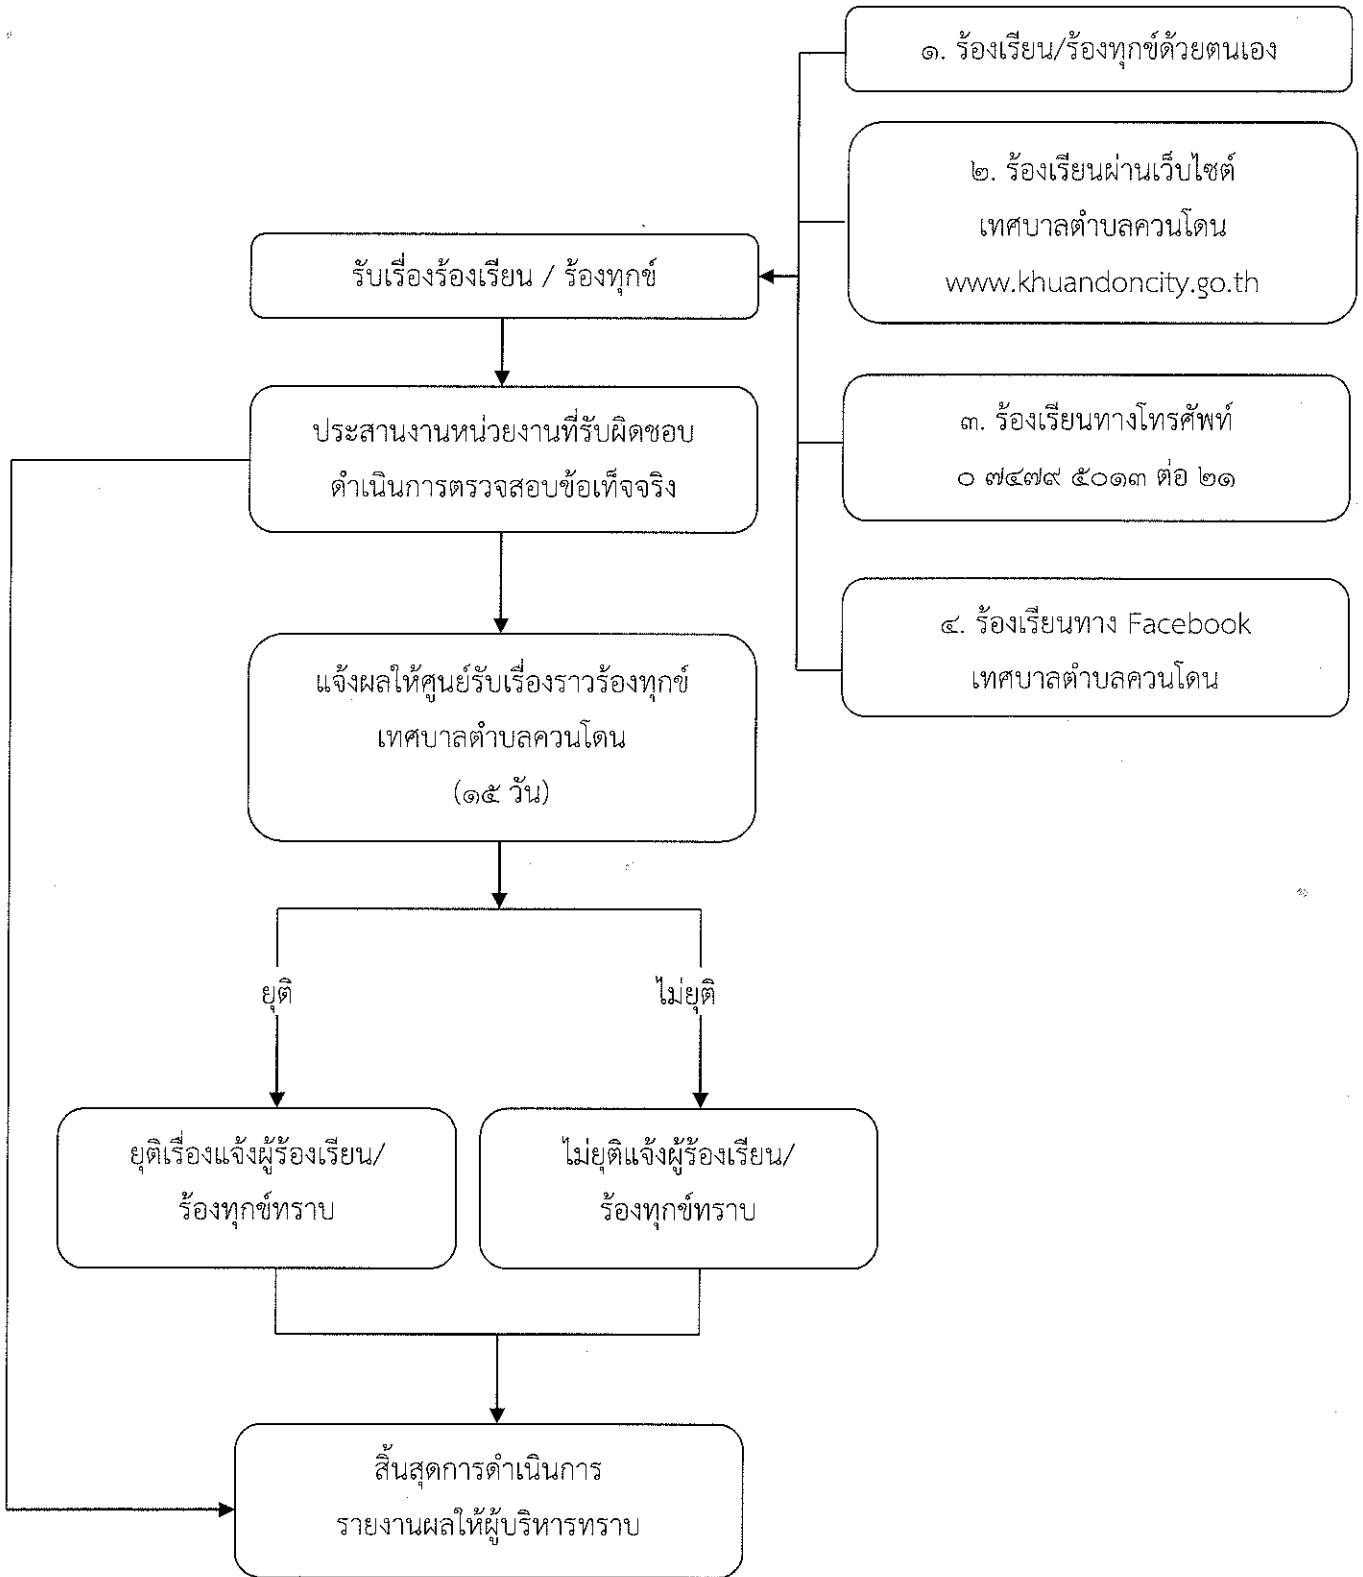 ๑. ร้องเรียน/ร้องทุกข์ด้วยตนเอง
๒. ร้องเรียนผ่านเว็บไซต์
เทศบาลตำบลควนโดน
www.khuandoncity.go.th
๓. ร้องเรียนทางโทรศัพท์
๐ ๗๔๗๙ ๕๐๑๓ ต่อ ๒๑
๔. ร้องเรียนทาง Facebook
เทศบาลตำบลควนโดน
รับเรื่องร้องเรียน / ร้องทุกข์
ประสานงานหน่วยงานที่รับผิดชอบ
ดำเนินการตรวจสอบข้อเท็จจริง
แจ้งผลให้ศูนย์รับเรื่องราวร้องทุกข์
เทศบาลตำบลควนโดน
(๑๕ วัน)
ยุติ
ไม่ยุติ
ยุติเรื่องแจ้งผู้ร้องเรียน/
ร้องทุกข์ทราบ
ไม่ยุติแจ้งผู้ร้องเรียน/
ร้องทุกข์ทราบ
สิ้นสุดการดำเนินการ
รายงานผลให้ผู้บริหารทราบ